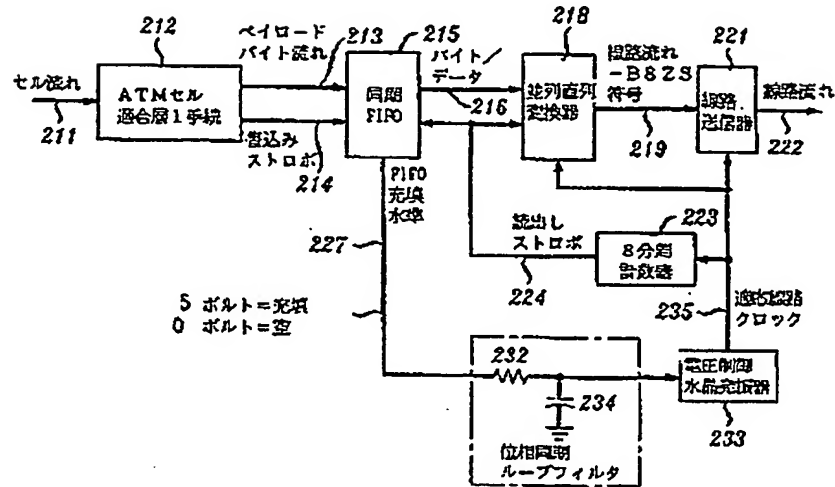 212
ペイロード
バイト流れ
213
215
バイト/
データ
218
線路流れ
-B8ZS
符号
221
セル流れ
211
ATMセル
適合層1手続
同期
FIFO
216
並列直列
変換器
219
線路
送信器
線路流れ
222
書込み
ストロボ
214
FIFO
充填
水準
227
読出し
ストロボ
224
223
8分周
計数器
235
線路
クロック
5 ボルト=充填
0 ボルト=空
232
234
電圧制御
水晶発振器
233
位相同期
ループフィルタ